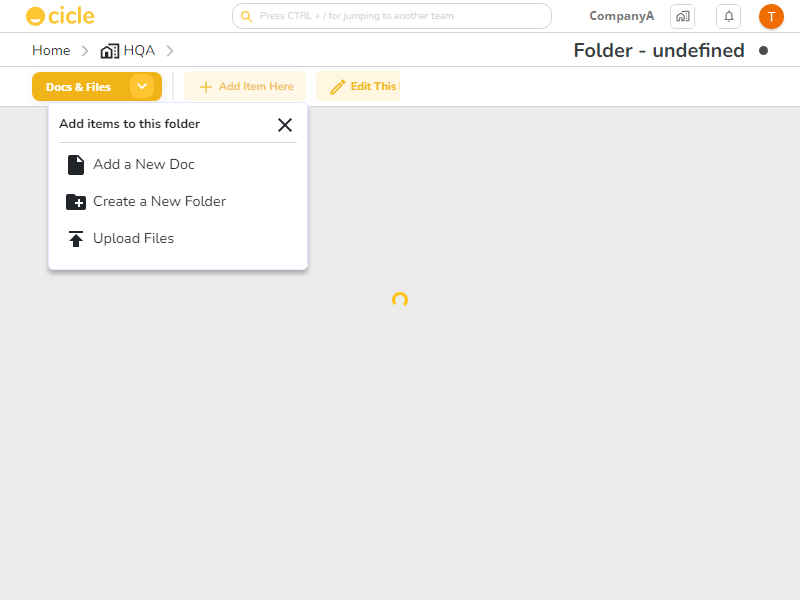 cicle
Press CTRL + / for jumping to another team
CompanyA
T
Home
HQA
Folder - undefined
Docs & Files
Add Item Here
Edit This
Add items to this folder
Add a New Doc
Create a New Folder
Upload Files